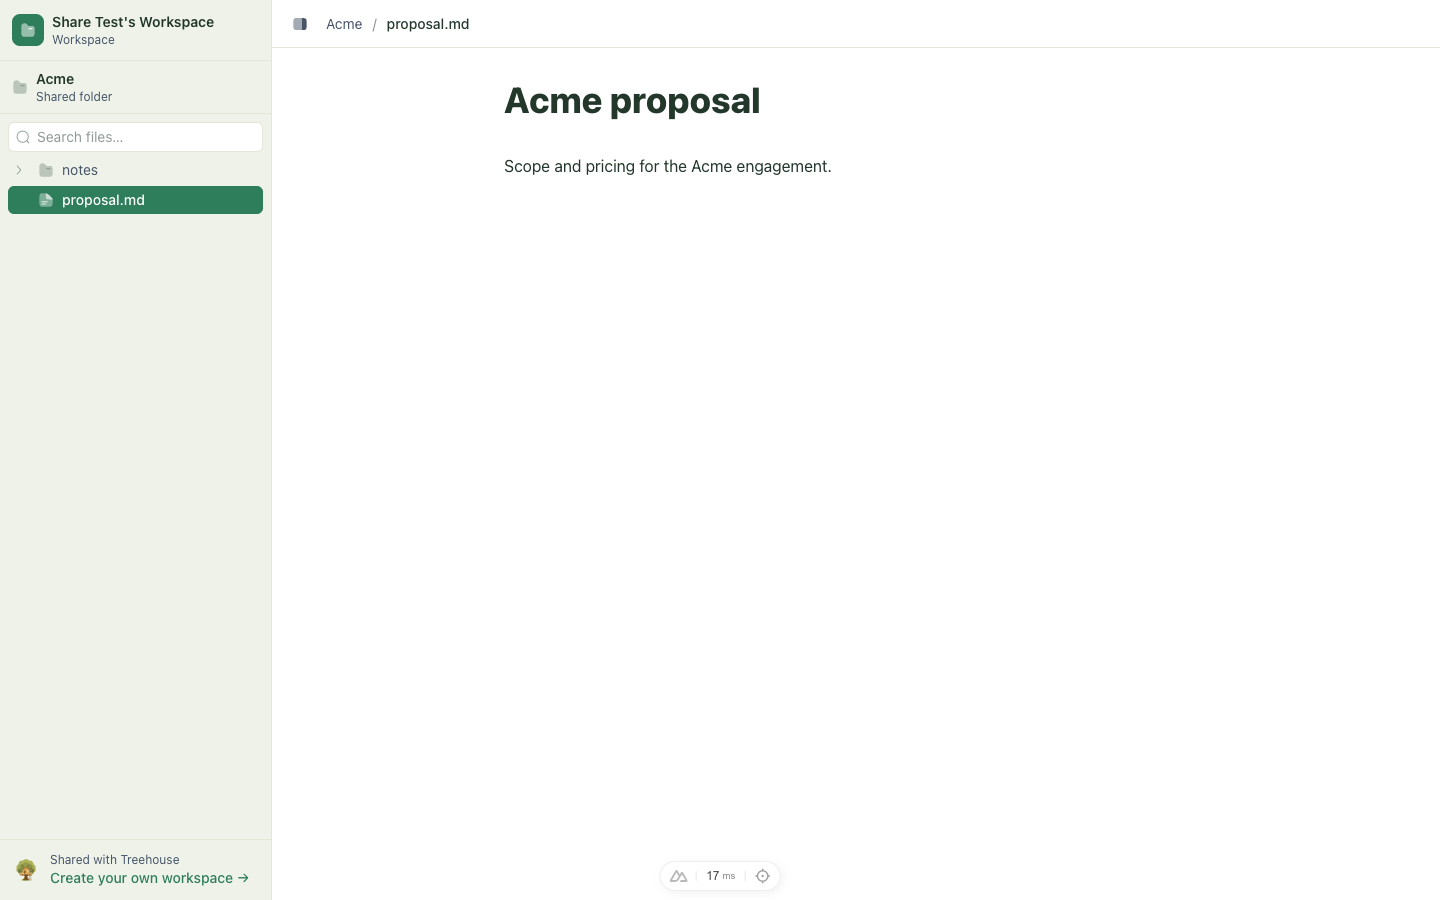 Share Test's Workspace
Workspace
Acme
Shared folder
Search files...
notes
proposal.md
Shared with Treehouse
Create your own workspace →
Acme / proposal.md
Acme proposal
Scope and pricing for the Acme engagement.
17 ms